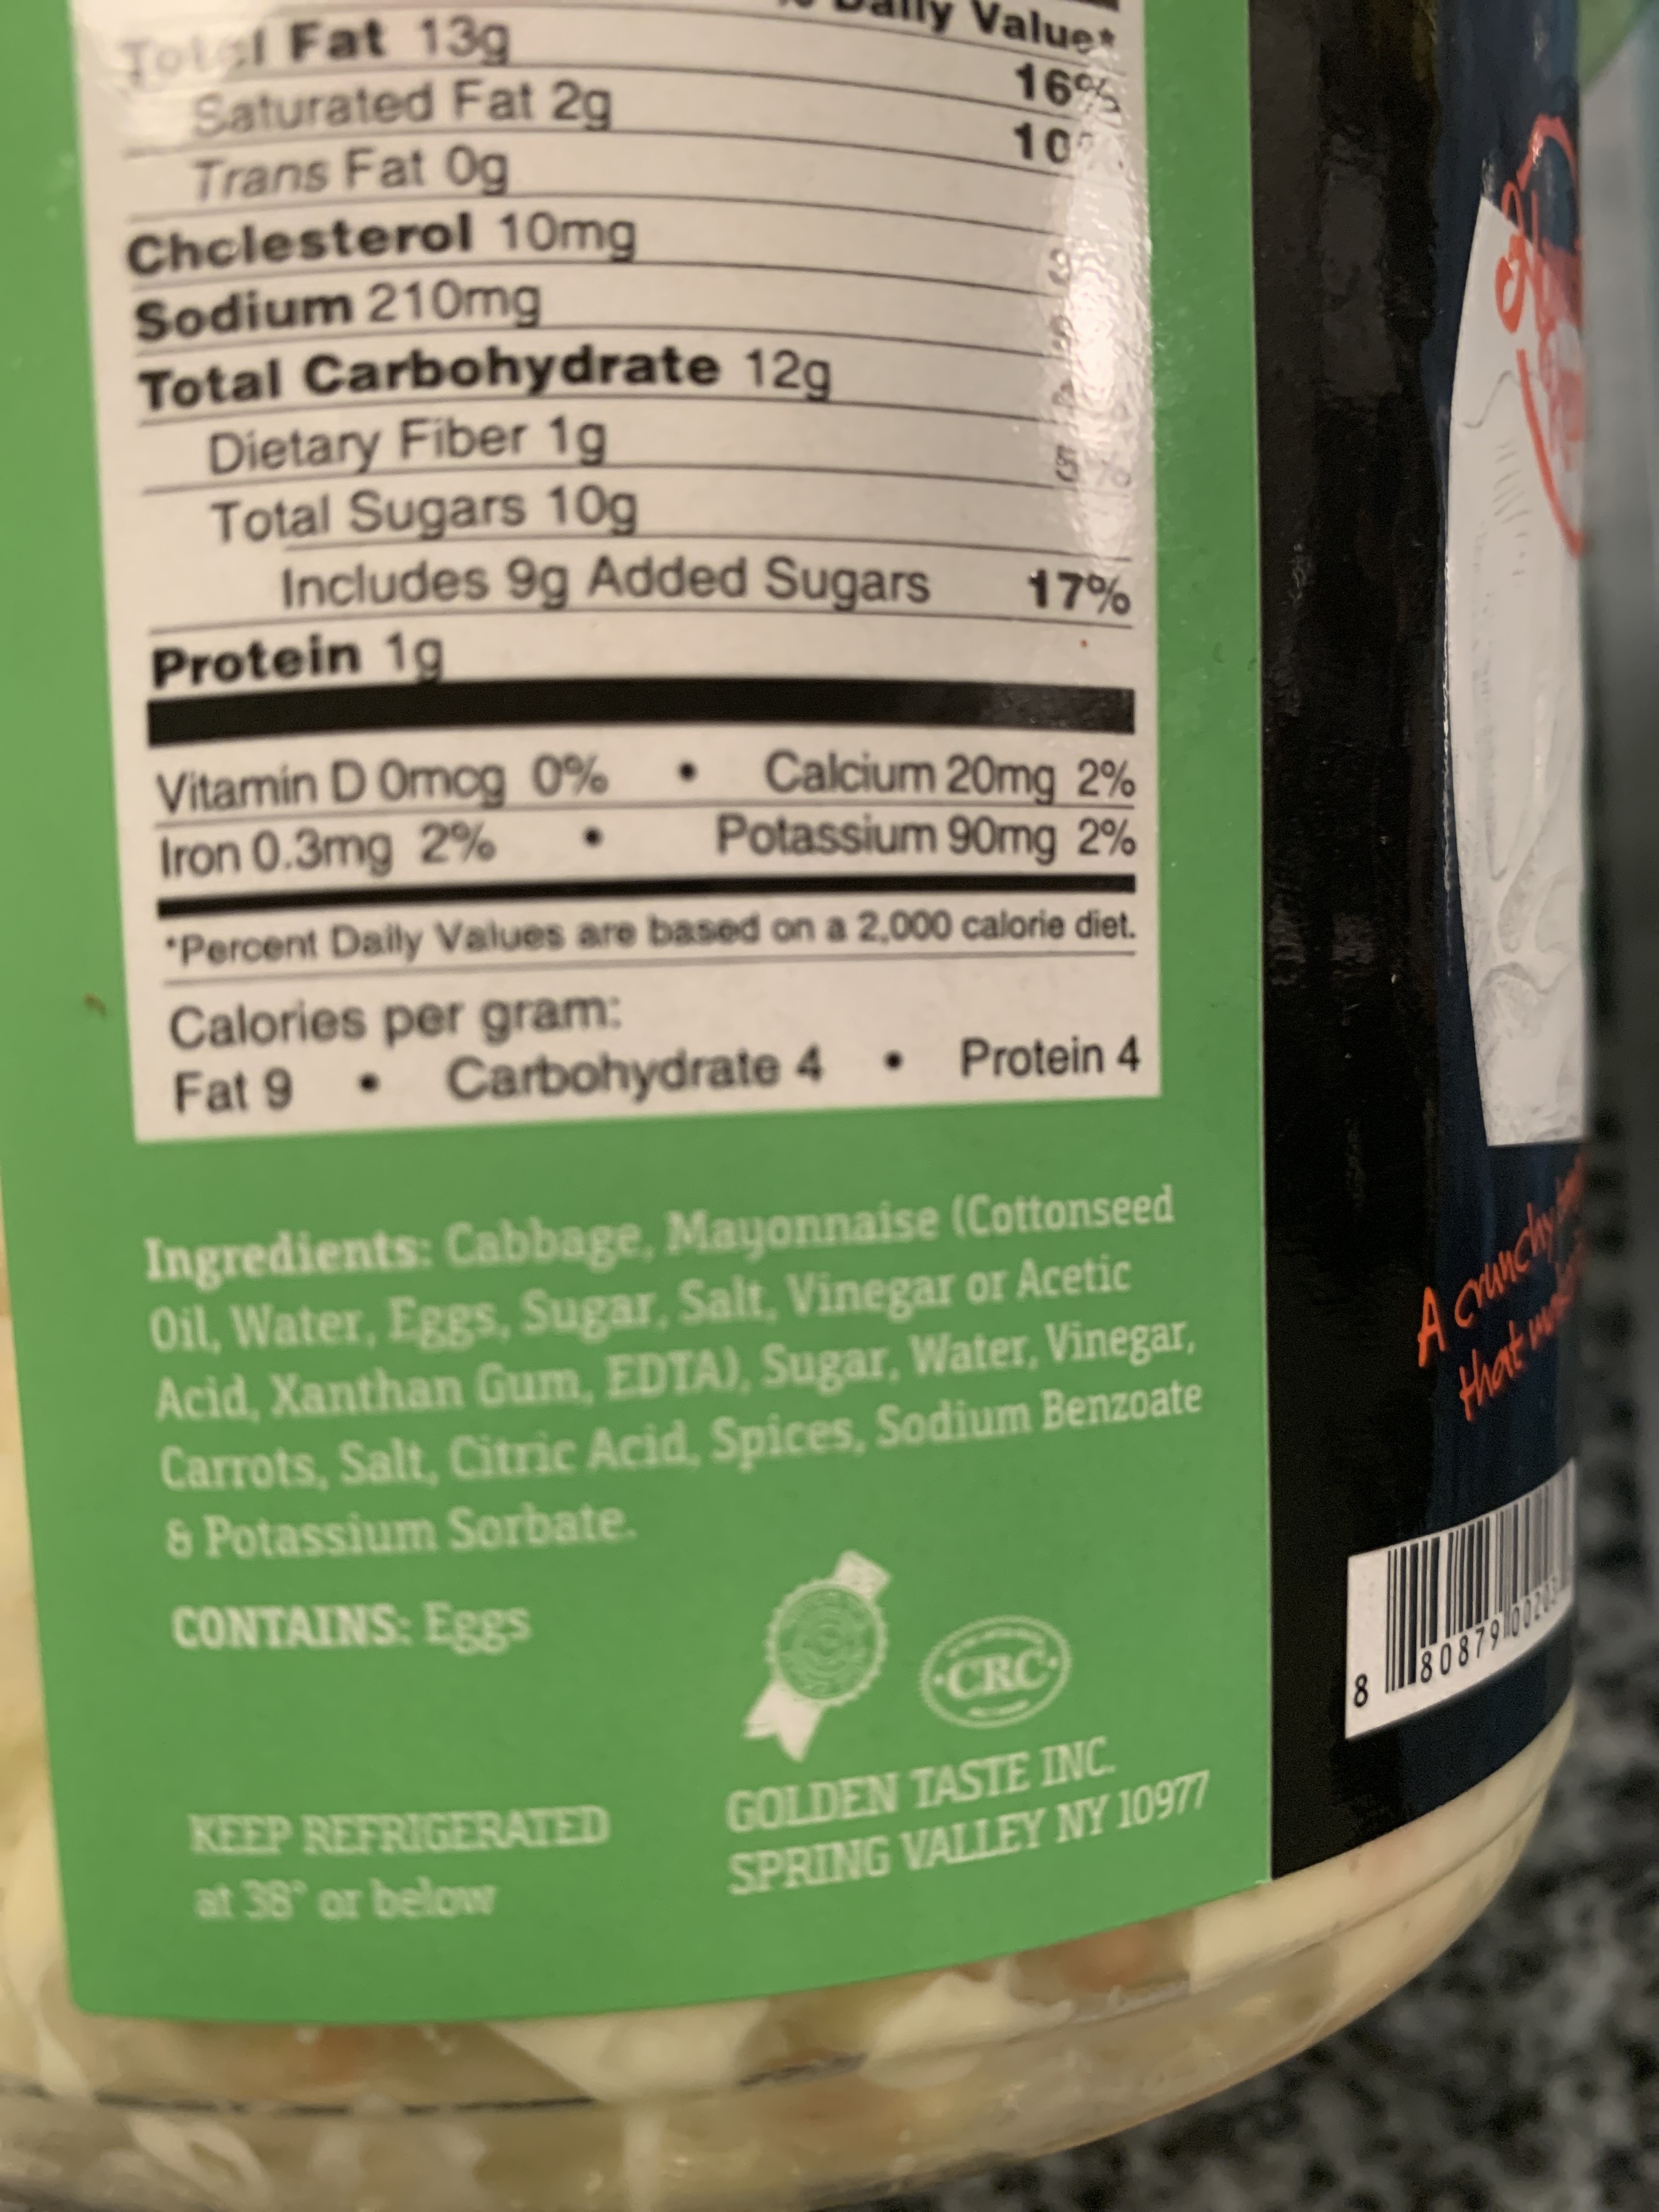 Daily Value*
Total Fat 13g 16%
Saturated Fat 2g 10%
Trans Fat 0g
Cholesterol 10mg
Sodium 210mg
Total Carbohydrate 12g
Dietary Fiber 1g 5%
Total Sugars 10g
Includes 9g Added Sugars 17%
Protein 1g
Vitamin D 0mcg 0% • Calcium 20mg 2%
Iron 0.3mg 2% • Potassium 90mg 2%
*Percent Daily Values are based on a 2,000 calorie diet.
Calories per gram:
Fat 9 • Carbohydrate 4 • Protein 4
Ingredients: Cabbage, Mayonnaise (Cottonseed
Oil, Water, Eggs, Sugar, Salt, Vinegar or Acetic
Acid, Xanthan Gum, EDTA), Sugar, Water, Vinegar,
Carrots, Salt, Citric Acid, Spices, Sodium Benzoate
& Potassium Sorbate.
CONTAINS: Eggs
CRC
KEEP REFRIGERATED
at 38° or below
GOLDEN TASTE INC.
SPRING VALLEY NY 10977
A crunchy
that
8 80879 00203